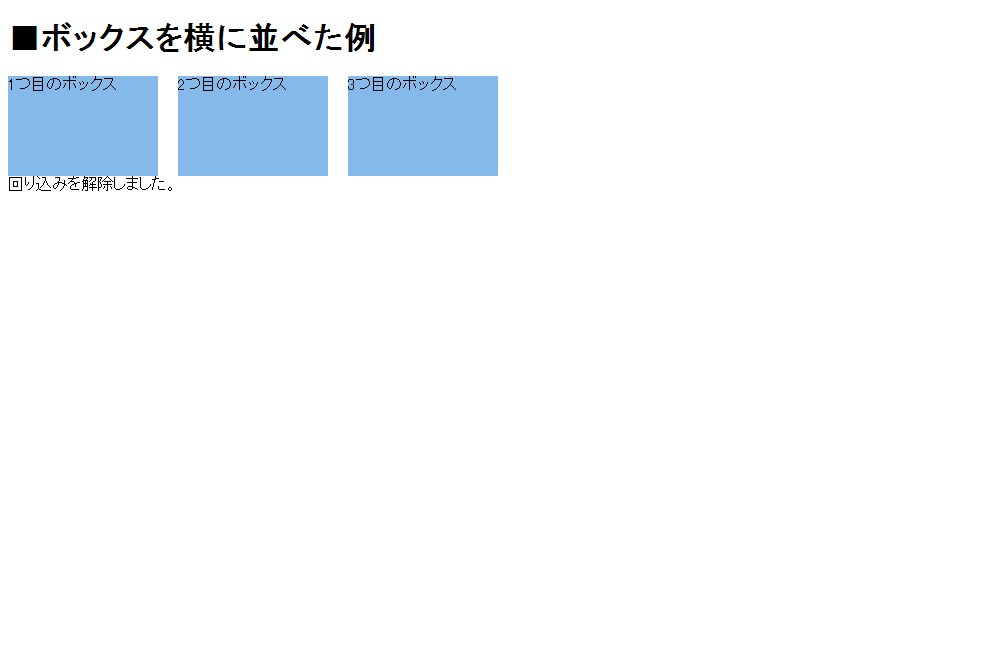 ■ボックスを横に並べた例
1つ目のボックス
2つ目のボックス
3つ目のボックス
回り込みを解除しました。